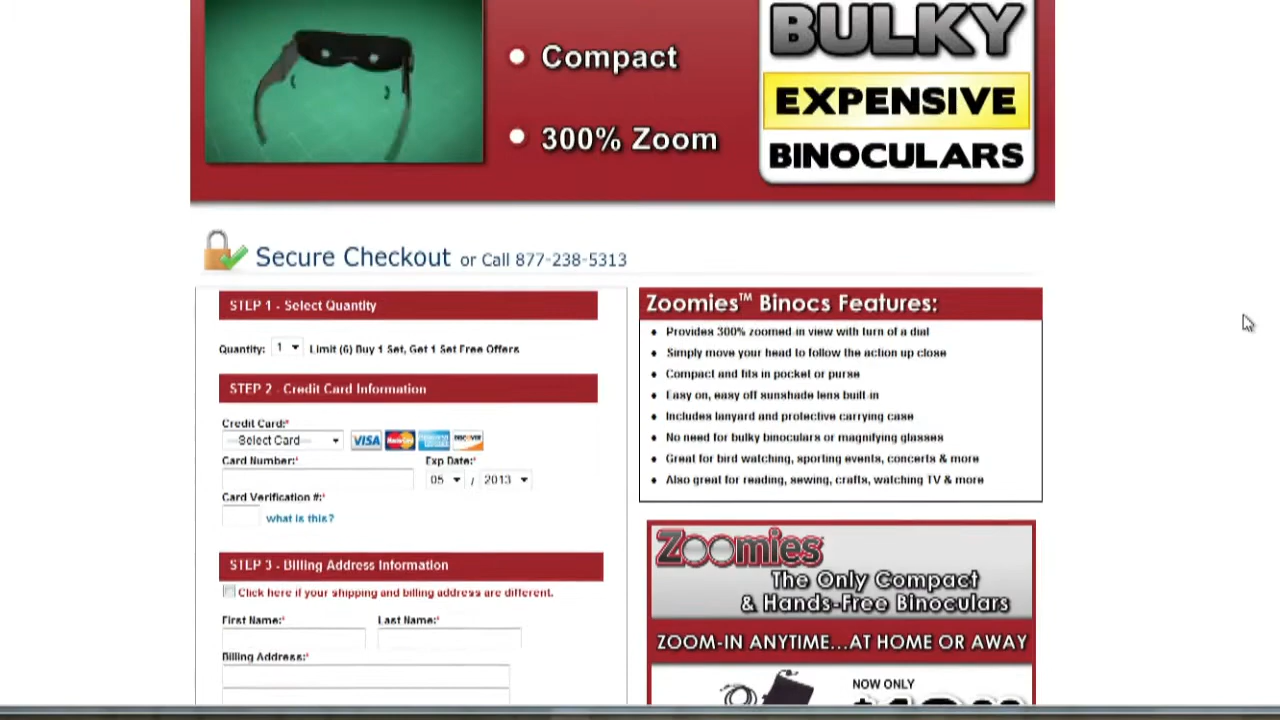 BULKY
EXPENSIVE
BINOCULARS
Compact
300% Zoom
Secure Checkout or Call 877-238-5313
STEP 1 - Select Quantity
Quantity: 1 Limit (6) Buy 1 Set, Get 1 Set Free Offers
STEP 2 - Credit Card Information
Credit Card:*
--Select Card-- VISA MasterCard AMERICAN EXPRESS DISCOVER
Card Number:* Exp Date:*
05 / 2013
Card Verification #:*
what is this?
STEP 3 - Billing Address Information
Click here if your shipping and billing address are different.
First Name:* Last Name:*
Billing Address:*
Zoomies™ Binocs Features:
Provides 300% zoomed-in view with turn of a dial
Simply move your head to follow the action up close
Compact and fits in pocket or purse
Easy on, easy off sunshade lens built-in
Includes lanyard and protective carrying case
No need for bulky binoculars or magnifying glasses
Great for bird watching, sporting events, concerts & more
Also great for reading, sewing, crafts, watching TV & more
Zoomies
The Only Compact
& Hands-Free Binoculars
ZOOM-IN ANYTIME...AT HOME OR AWAY
NOW ONLY